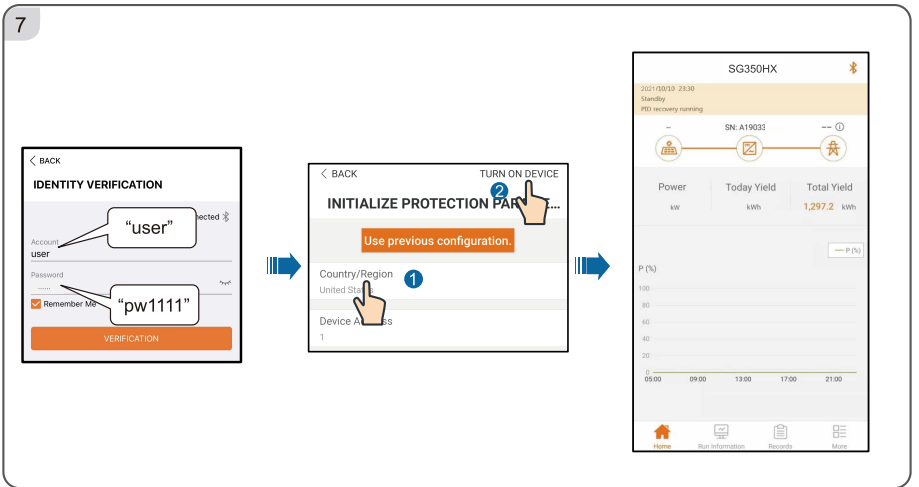 7
BACK
IDENTITY VERIFICATION
nected
"user"
Account
user
Password
......
Remember Me
"pw1111"
VERIFICATION
BACK
TURN ON DEVICE
2
INITIALIZE PROTECTION PAR
E...
Use previous configuration.
Country/Region
1
United Stat
Device A
ss
1
SG350HX
2021/10/10 23:30
Standby
PID recovery running
--
SN: A19033
-- 
Power
Today Yield
Total Yield
kW
kWh
1,297.2 kWh
P (%)
P (%)
100
80
60
40
20
0
05:00 09:00 13:00 17:00 21:00
Home Run Information Records More